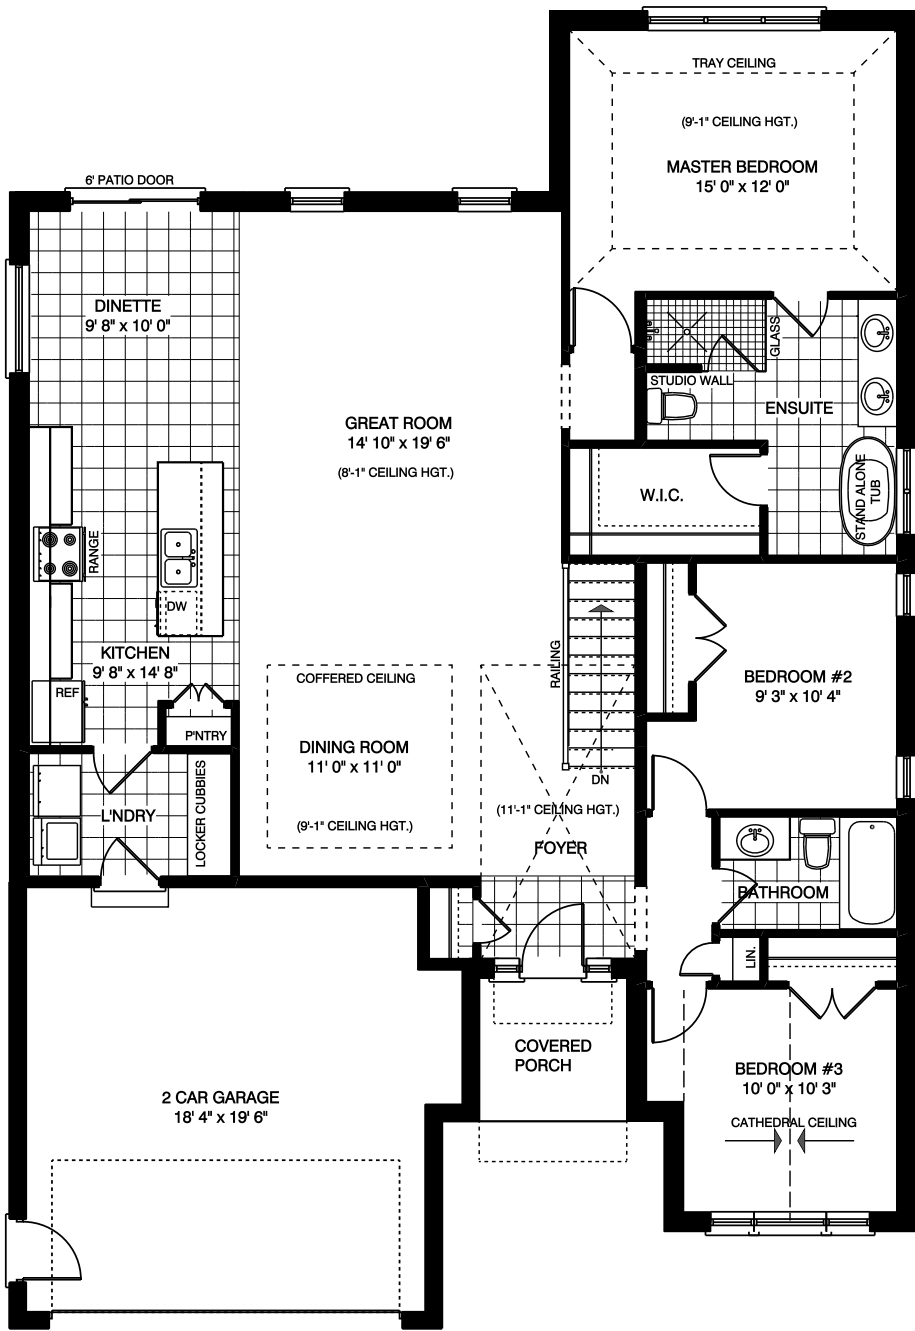 TRAY CEILING
(9'-1" CEILING HGT.)
MASTER BEDROOM
15' 0" x 12' 0"
6' PATIO DOOR
DINETTE
9' 8" x 10' 0"
GLASS
STUDIO WALL
ENSUITE
GREAT ROOM
14' 10" x 19' 6"
(8'-1" CEILING HGT.)
W.I.C.
STAND ALONE
TUB
RANGE
DW
KITCHEN
9' 8" x 14' 8"
REF
P'NTRY
RAILING
DN
COFFERED CEILING
DINING ROOM
11' 0" x 11' 0"
(9'-1" CEILING HGT.)
BEDROOM #2
9' 3" x 10' 4"
L'NDRY
LOCKER CUBBIES
(11'-1" CEILING HGT.)
FOYER
BATHROOM
LIN.
COVERED
PORCH
2 CAR GARAGE
18' 4" x 19' 6"
BEDROOM #3
10' 0" x 10' 3"
CATHEDRAL CEILING